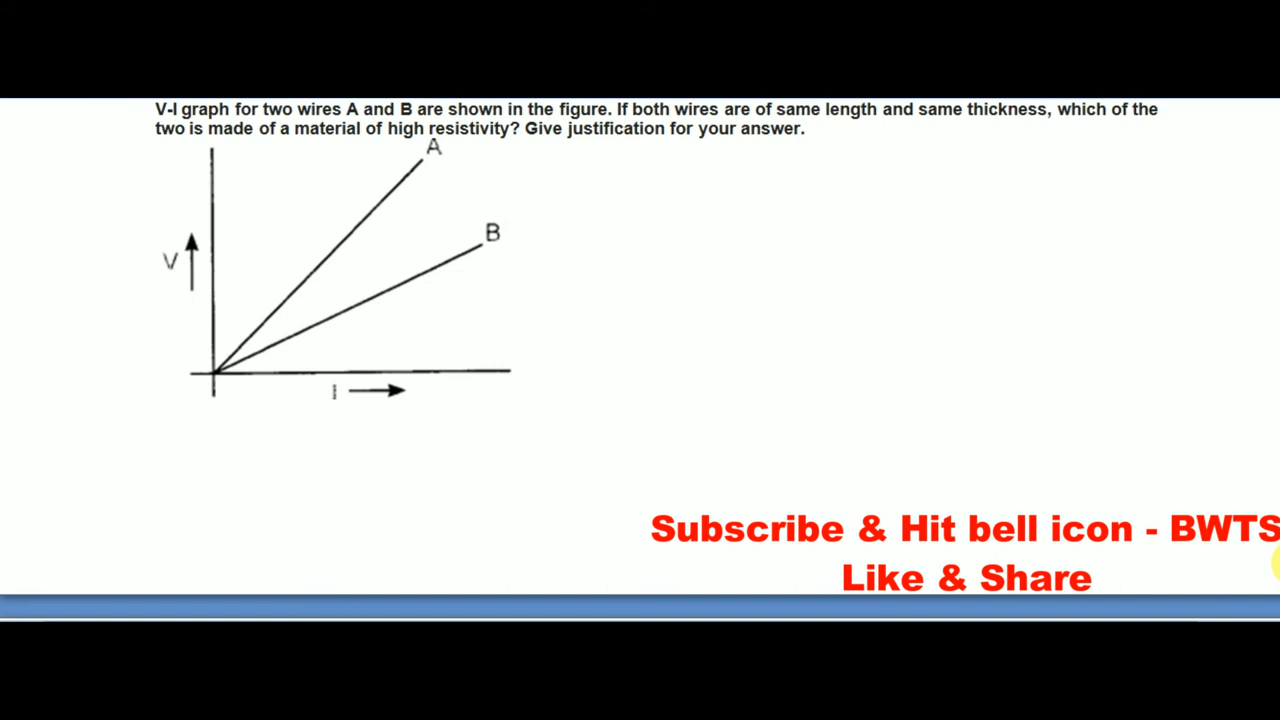 V-I graph for two wires A and B are shown in the figure. If both wires are of same length and same thickness, which of the
two is made of a material of high resistivity? Give justification for your answer.
A
B
V
I
Subscribe & Hit bell icon - BWTS
Like & Share